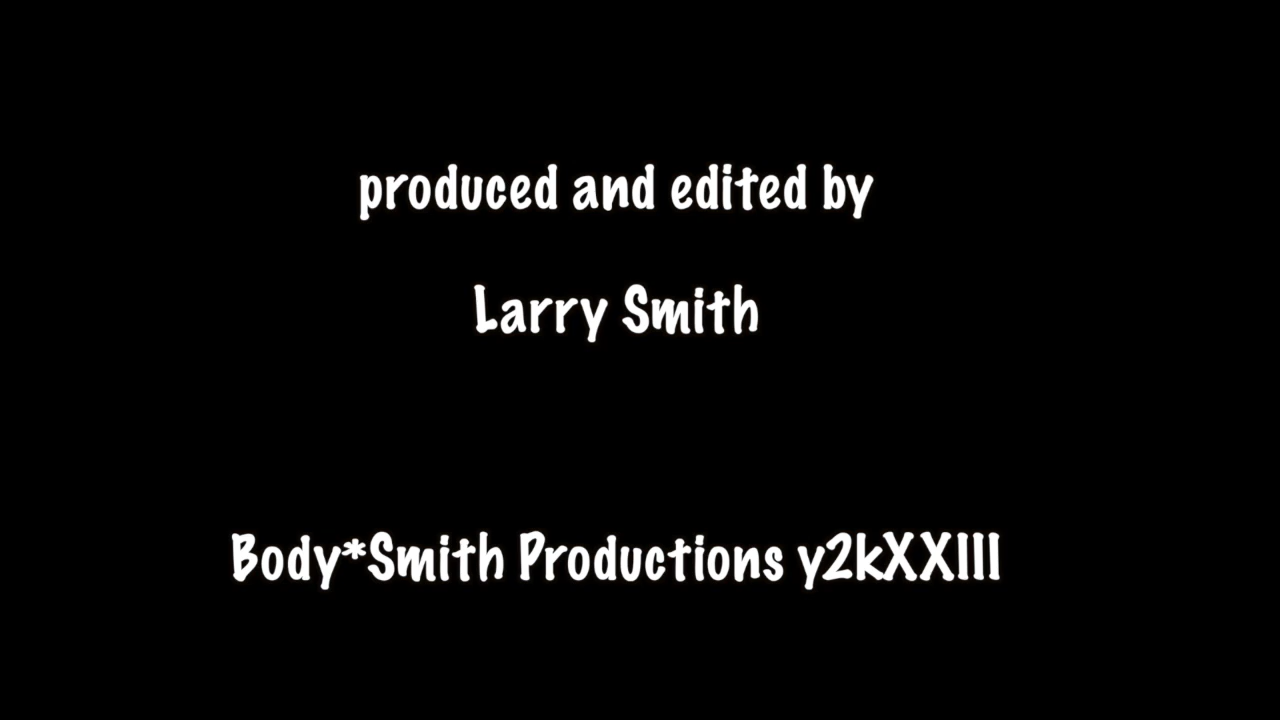 produced and edited by
Larry Smith
Body*Smith Productions y2kXXIII